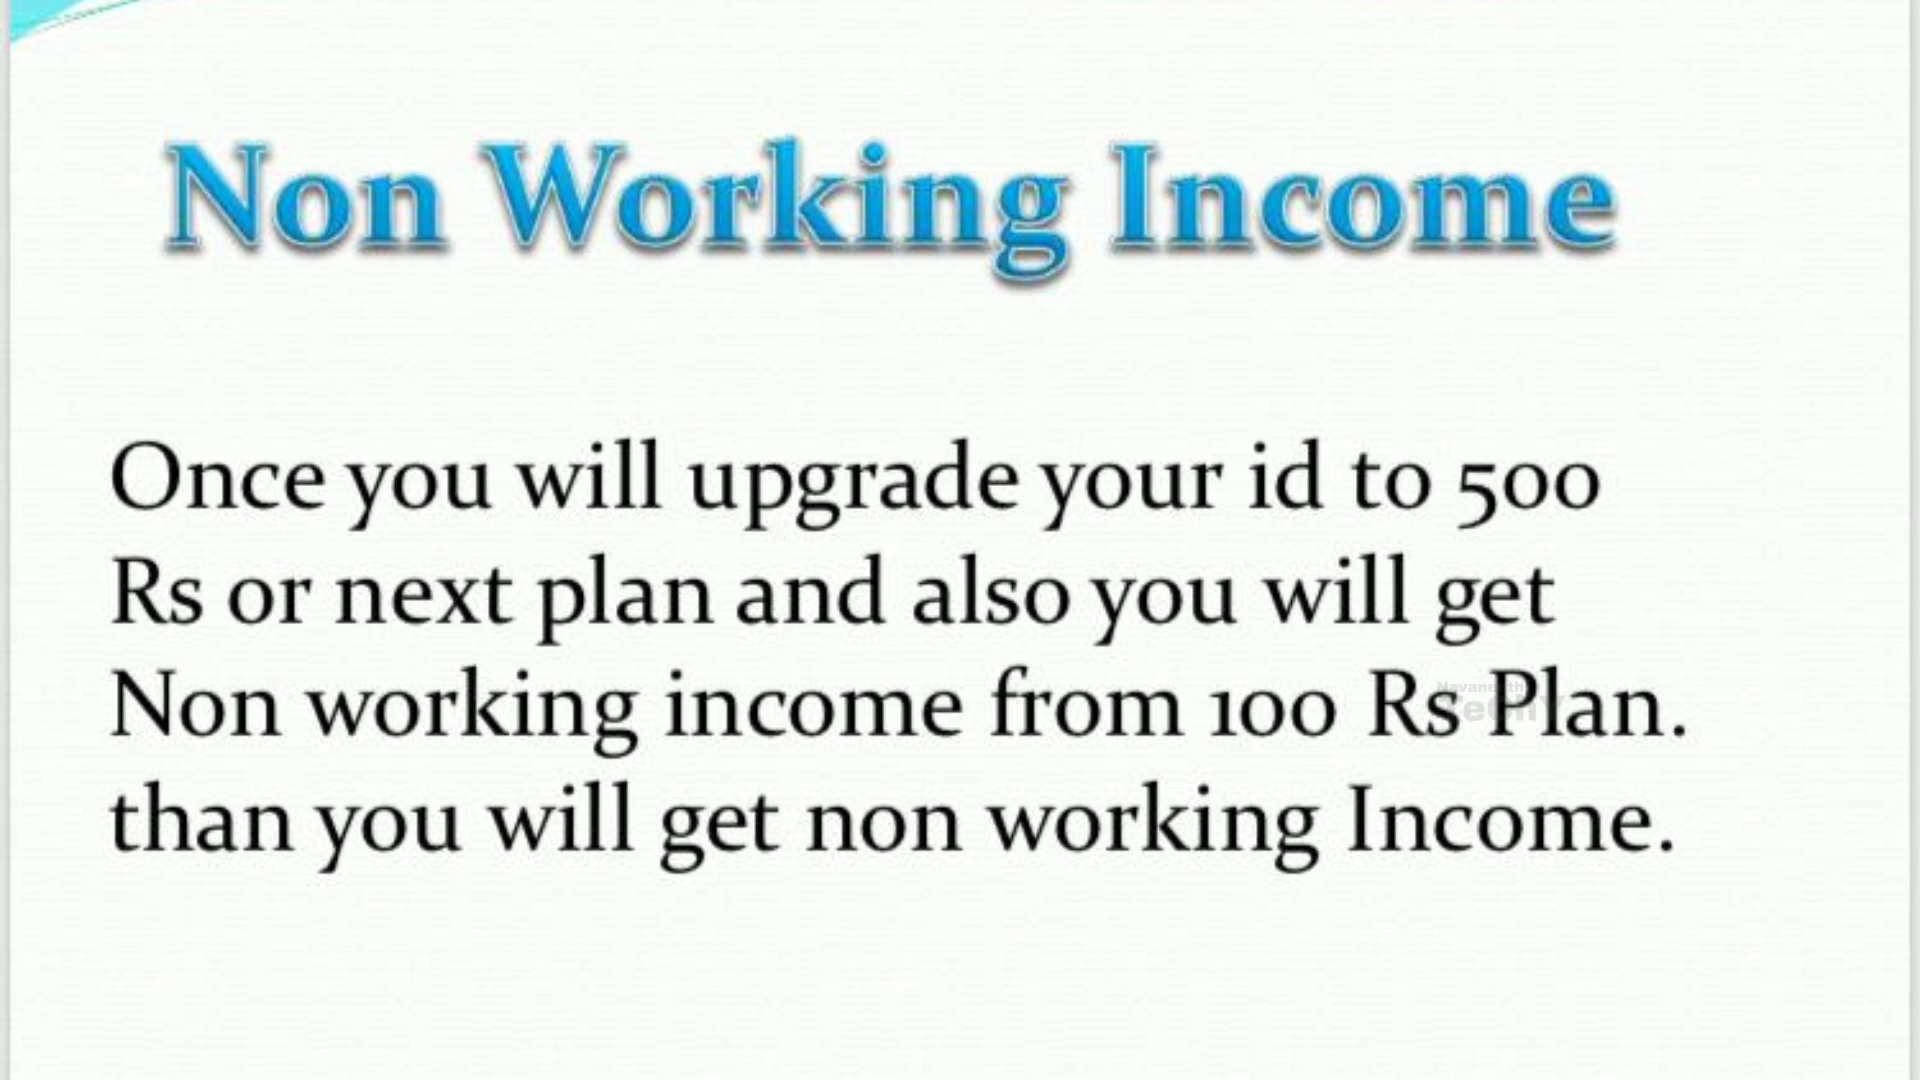 Non Working Income
Once you will upgrade your id to 500
Rs or next plan and also you will get
Non working income from 100 Rs Plan.
than you will get non working Income.